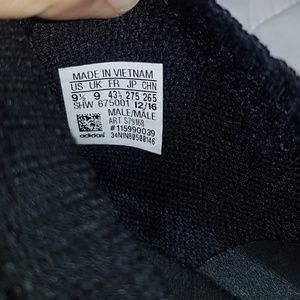 MADE IN VIETNAM
US UK FR JP CHN
9½ 9 43⅓ 275 265
SHW 675001 12/16
MALE/MALE
ART S79168
#115990039
adidas 34N1N80500146